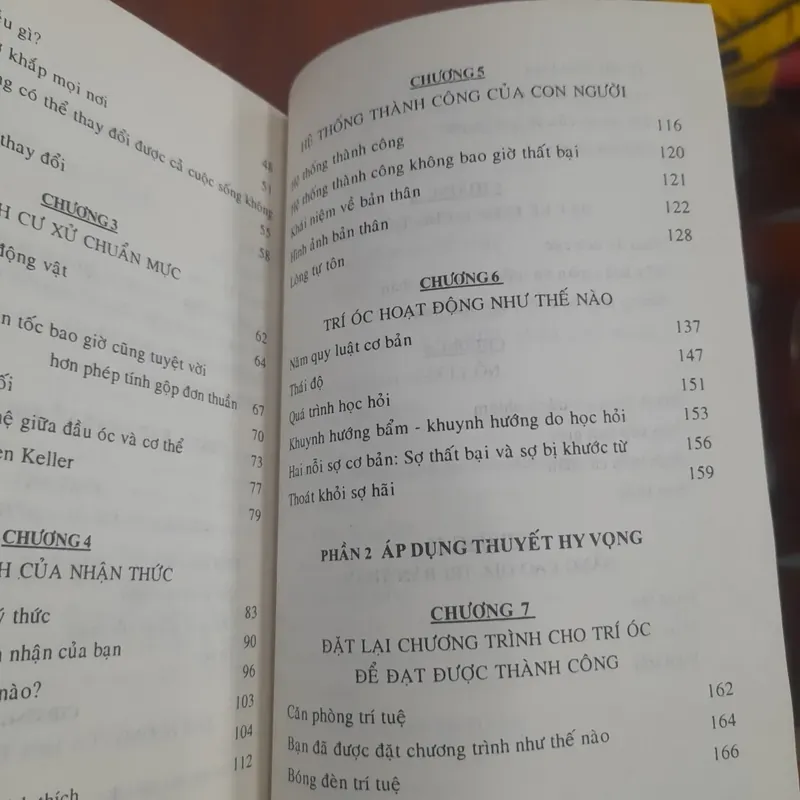 u gì?
khắp mọi nơi
ng có thể thay đổi được cả cuộc sống không
thay đổi
48
51
55
58
CHƯƠNG 3
H CƯ XỬ CHUẨN MỰC
động vật
n tốc bao giờ cũng tuyệt vời
hơn phép tính gộp đơn thuần
ối
hệ giữa đầu óc và cơ thể
en Keller
62
64
67
70
73
77
79
CHƯƠNG 4
H CỦA NHẬN THỨC
ý thức 83
nhận của bạn 90
nào? 96
103
104
112
thích
CHƯƠNG 5
HỆ THỐNG THÀNH CÔNG CỦA CON NGƯỜI
Hệ thống thành công 116
Hệ thống thành công không bao giờ thất bại 120
Khái niệm về bản thân 121
Hình ảnh bản thân 122
Lòng tự tôn 128
CHƯƠNG 6
TRÍ ÓC HOẠT ĐỘNG NHƯ THẾ NÀO
Năm quy luật cơ bản 137
Thái độ 147
Quá trình học hỏi 151
Khuynh hướng bẩm - khuynh hướng do học hỏi 153
Hai nỗi sợ cơ bản: Sợ thất bại và sợ bị khước từ 156
Thoát khỏi sợ hãi 159
PHẦN 2 ÁP DỤNG THUYẾT HY VỌNG
CHƯƠNG 7
ĐẶT LẠI CHƯƠNG TRÌNH CHO TRÍ ÓC
ĐỂ ĐẠT ĐƯỢC THÀNH CÔNG
Căn phòng trí tuệ 162
Bạn đã được đặt chương trình như thế nào 164
Bóng đèn trí tuệ 166